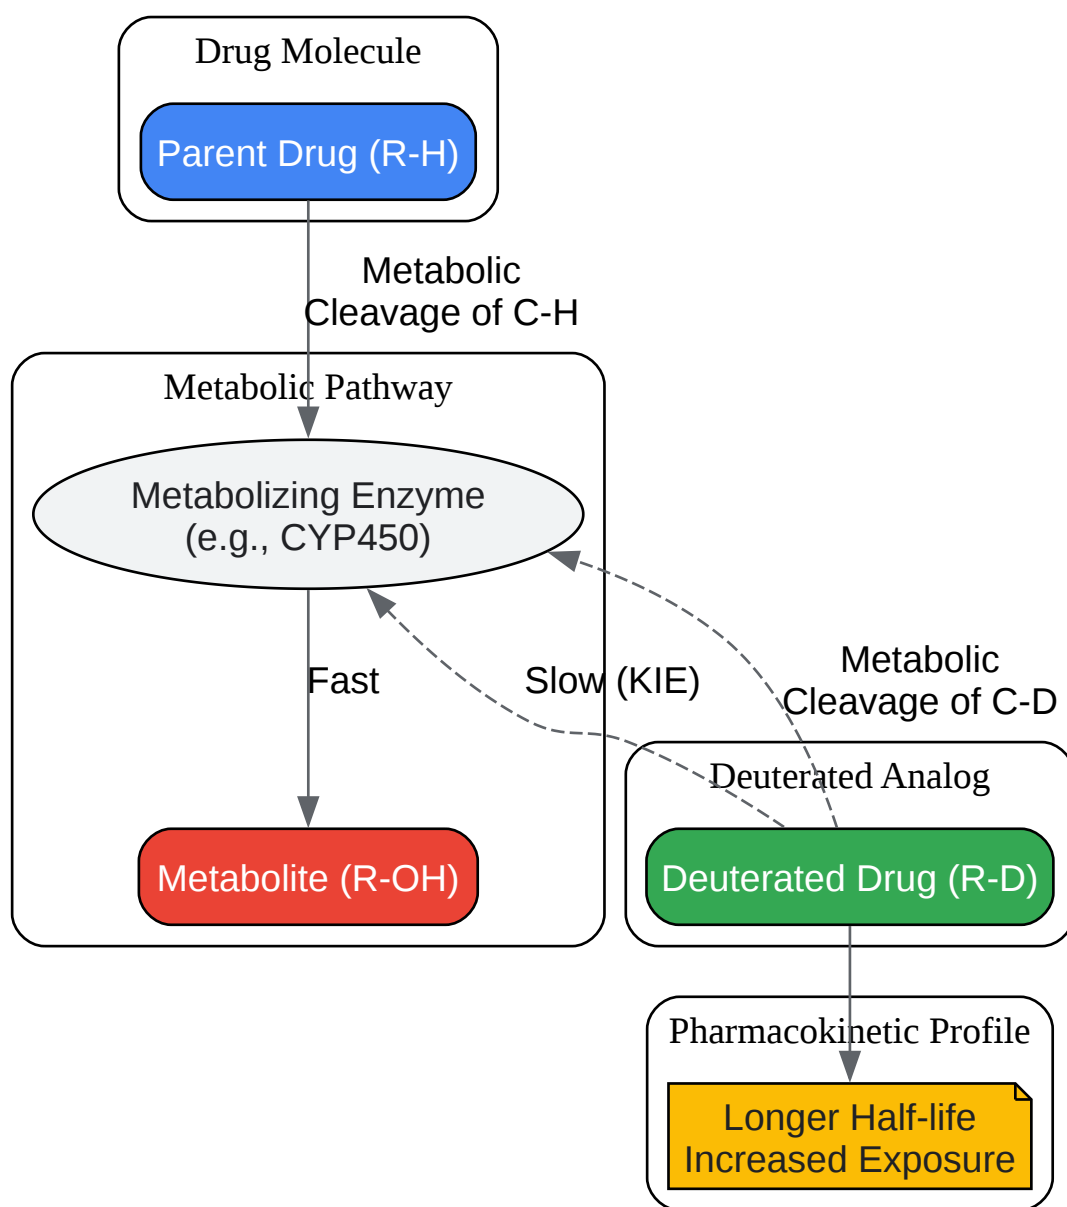 Drug Molecule
Parent Drug (R-H)
Metabolic
Cleavage of C-H
Metabolic Pathway
Metabolizing Enzyme
(e.g., CYP450)
Fast
Slow (KIE)
Metabolic
Cleavage of C-D
Deuterated Analog
Metabolite (R-OH)
Deuterated Drug (R-D)
Pharmacokinetic Profile
Longer Half-life
Increased Exposure